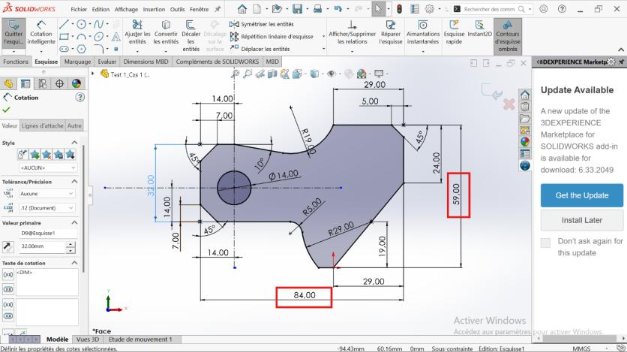 SOLIDWORKS
Fichier Edition Affichage Insertion Outils Fenêtre
Rechercher des comm
Quitter l'esqui...
Cotation intelligente
Ajuster les entités
Convertir les entités
Décaler les entités
Décalage sur la surface
Symétriser les entités
Répétition linéaire d'esquisse
Déplacer les entités
Afficher/Supprimer les relations
Réparer l'esquisse
Aimantations instantanées
Esquisse rapide
Instant2D
Contours d'esquisse ombrés
Fonctions Esquisse Surfaces Evaluer Dimensions MBD Compléments de SOLIDWORKS MBD
Cotation
Valeur Lignes d'attache Autre
Style
<AUCUN>
Tolérance/Précision
Aucune
.12 (Document)
Valeur primaire
D9@Esquisse1
32.00mm
Texte de cotation
<DIM>
Test 1_Cas 1 (...
14,00
7,00
29,00
5,00
R19,00
45°
45°
10°
Ø14,00
32,00
24,00
59,00
14,00
R5,00
R29,00
7,00
45°
14,00
19,00
29,00
84,00
Y
X
*Face
3DEXPERIENCE Marketp...
Update Available
A new update of the
3DEXPERIENCE
Marketplace for
SOLIDWORKS add-in
is available for
download: 6.33.2049
Get the Update
Install Later
Don't ask again for
this update
Activer Windows
Accédez aux paramètres pour activer Windows.
Modèle Vues 3D Etude de mouvement 1
Définir les propriétés des cotes sélectionnées.
-94.43mm 60.16mm 0mm Sous-contrainte Edition: Esquisse1 MMGS